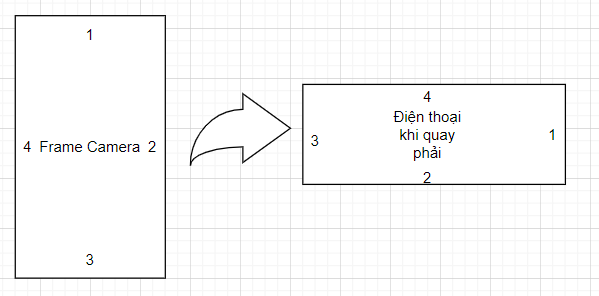 1
4 Frame Camera 2
3
4
Điện thoại
khi quay
phải
3
1
2